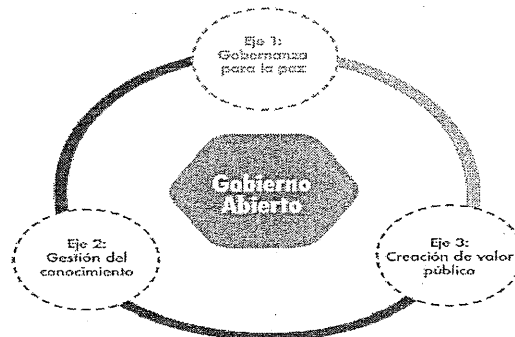 Eje 1:
Gobernanza
para la paz
Gobierno
Abierto
Eje 2:
Gestión del
conocimiento
Eje 3:
Creación de valor
público